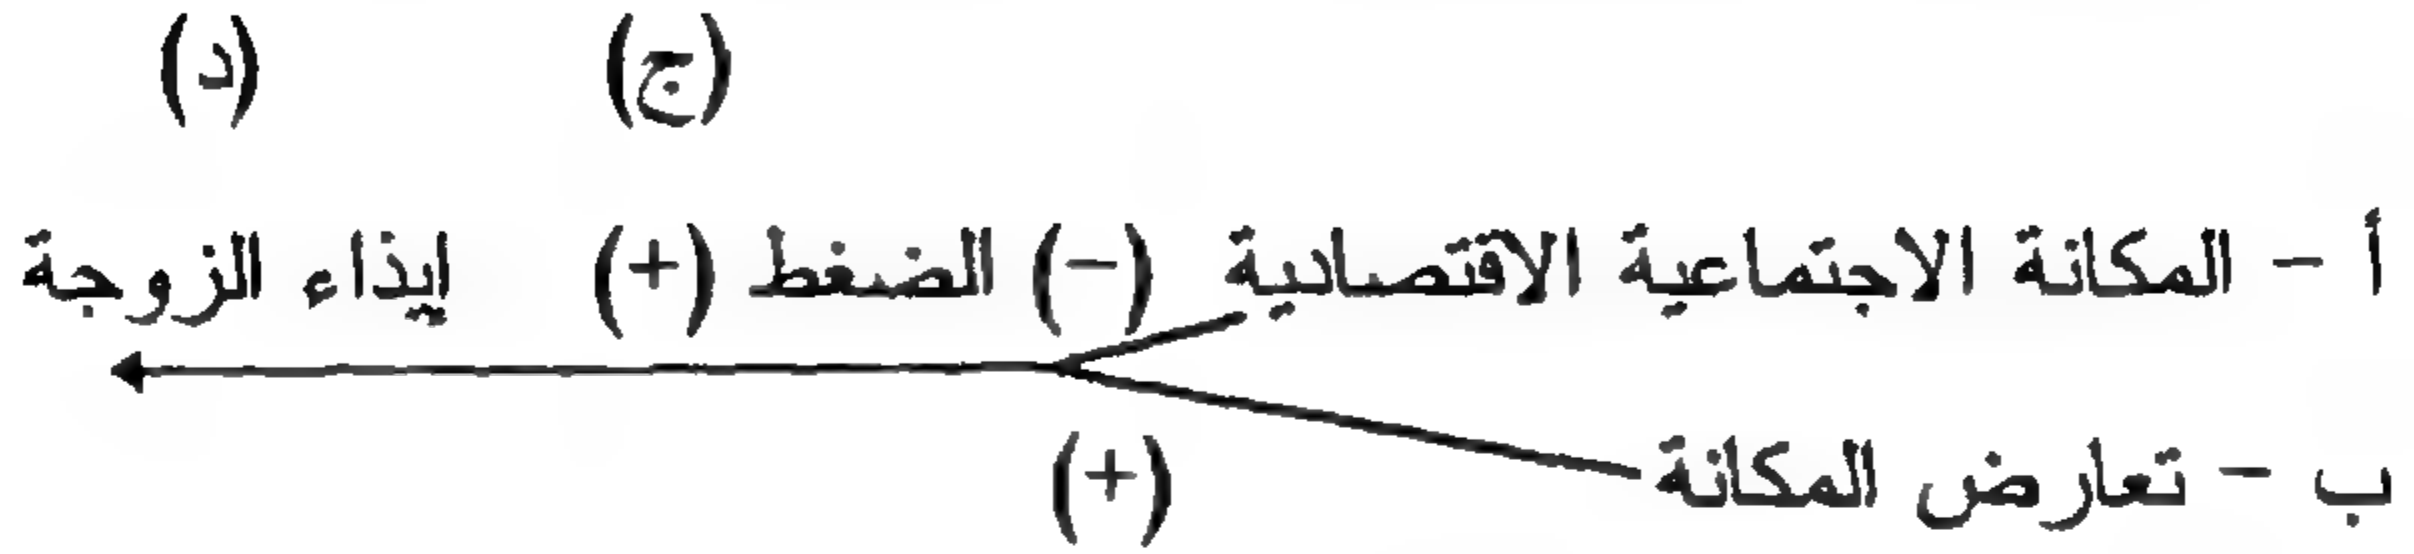 (ج) (د)
أ - المكانة الاجتماعية الاقتصادية (-) الضغط (+) إيذاء الزوجة
(+)
ب - تعارض المكانة